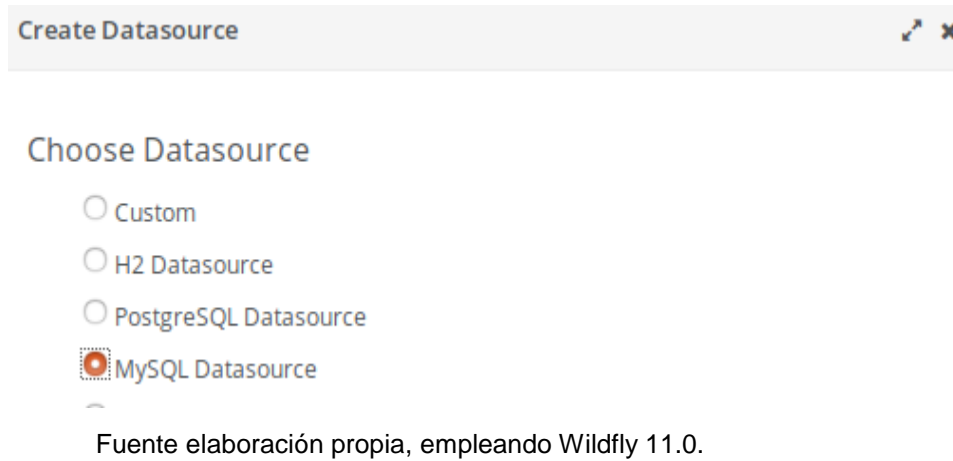 Create Datasource
Choose Datasource
Custom
H2 Datasource
PostgreSQL Datasource
MySQL Datasource
Fuente elaboración propia, empleando Wildfly 11.0.